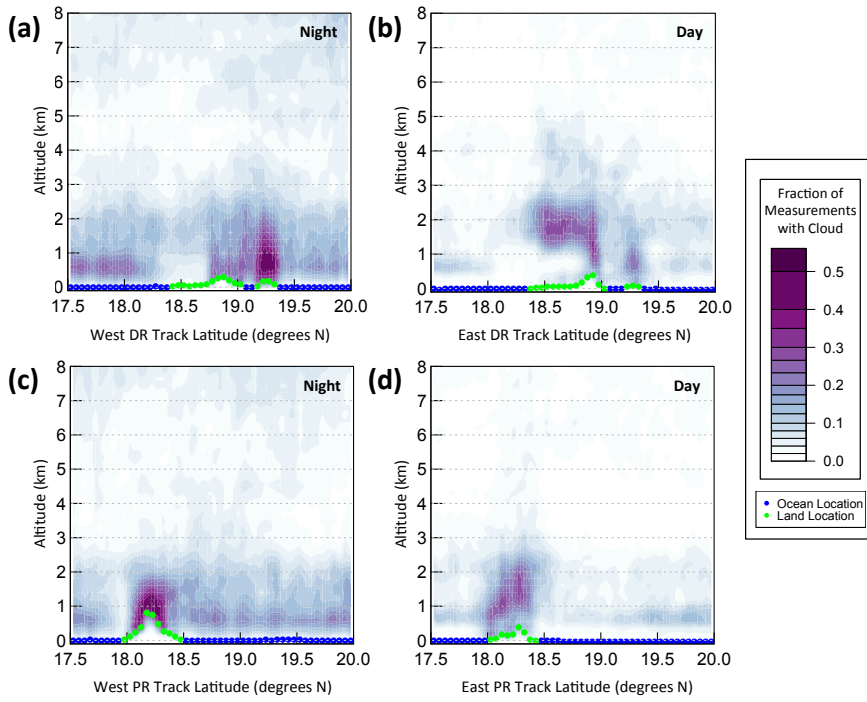 (a)
Night
8
7
6
5
4
3
2
1
0
Altitude (km)
17.5 18.0 18.5 19.0 19.5 20.0
West DR Track Latitude (degrees N)
(b)
Day
8
7
6
5
4
3
2
1
0
Altitude (km)
17.5 18.0 18.5 19.0 19.5 20.0
East DR Track Latitude (degrees N)
(c)
Night
8
7
6
5
4
3
2
1
0
Altitude (km)
17.5 18.0 18.5 19.0 19.5 20.0
West PR Track Latitude (degrees N)
(d)
Day
8
7
6
5
4
3
2
1
0
Altitude (km)
17.5 18.0 18.5 19.0 19.5 20.0
East PR Track Latitude (degrees N)
Fraction of
Measurements
with Cloud
0.5
0.4
0.3
0.2
0.1
0.0
Ocean Location
Land Location